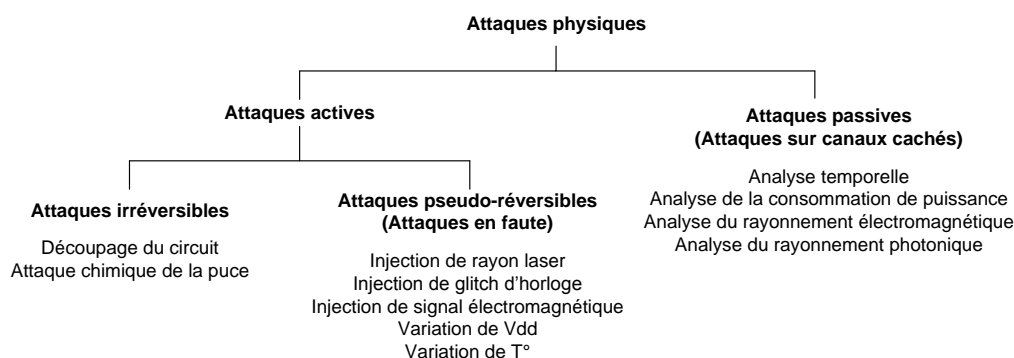 Attaques physiques
Attaques actives
Attaques passives
(Attaques sur canaux cachés)
Analyse temporelle
Analyse de la consommation de puissance
Analyse du rayonnement électromagnétique
Analyse du rayonnement photonique
Attaques irréversibles
Découpage du circuit
Attaque chimique de la puce
Attaques pseudo-réversibles
(Attaques en faute)
Injection de rayon laser
Injection de glitch d’horloge
Injection de signal électromagnétique
Variation de Vdd
Variation de T°